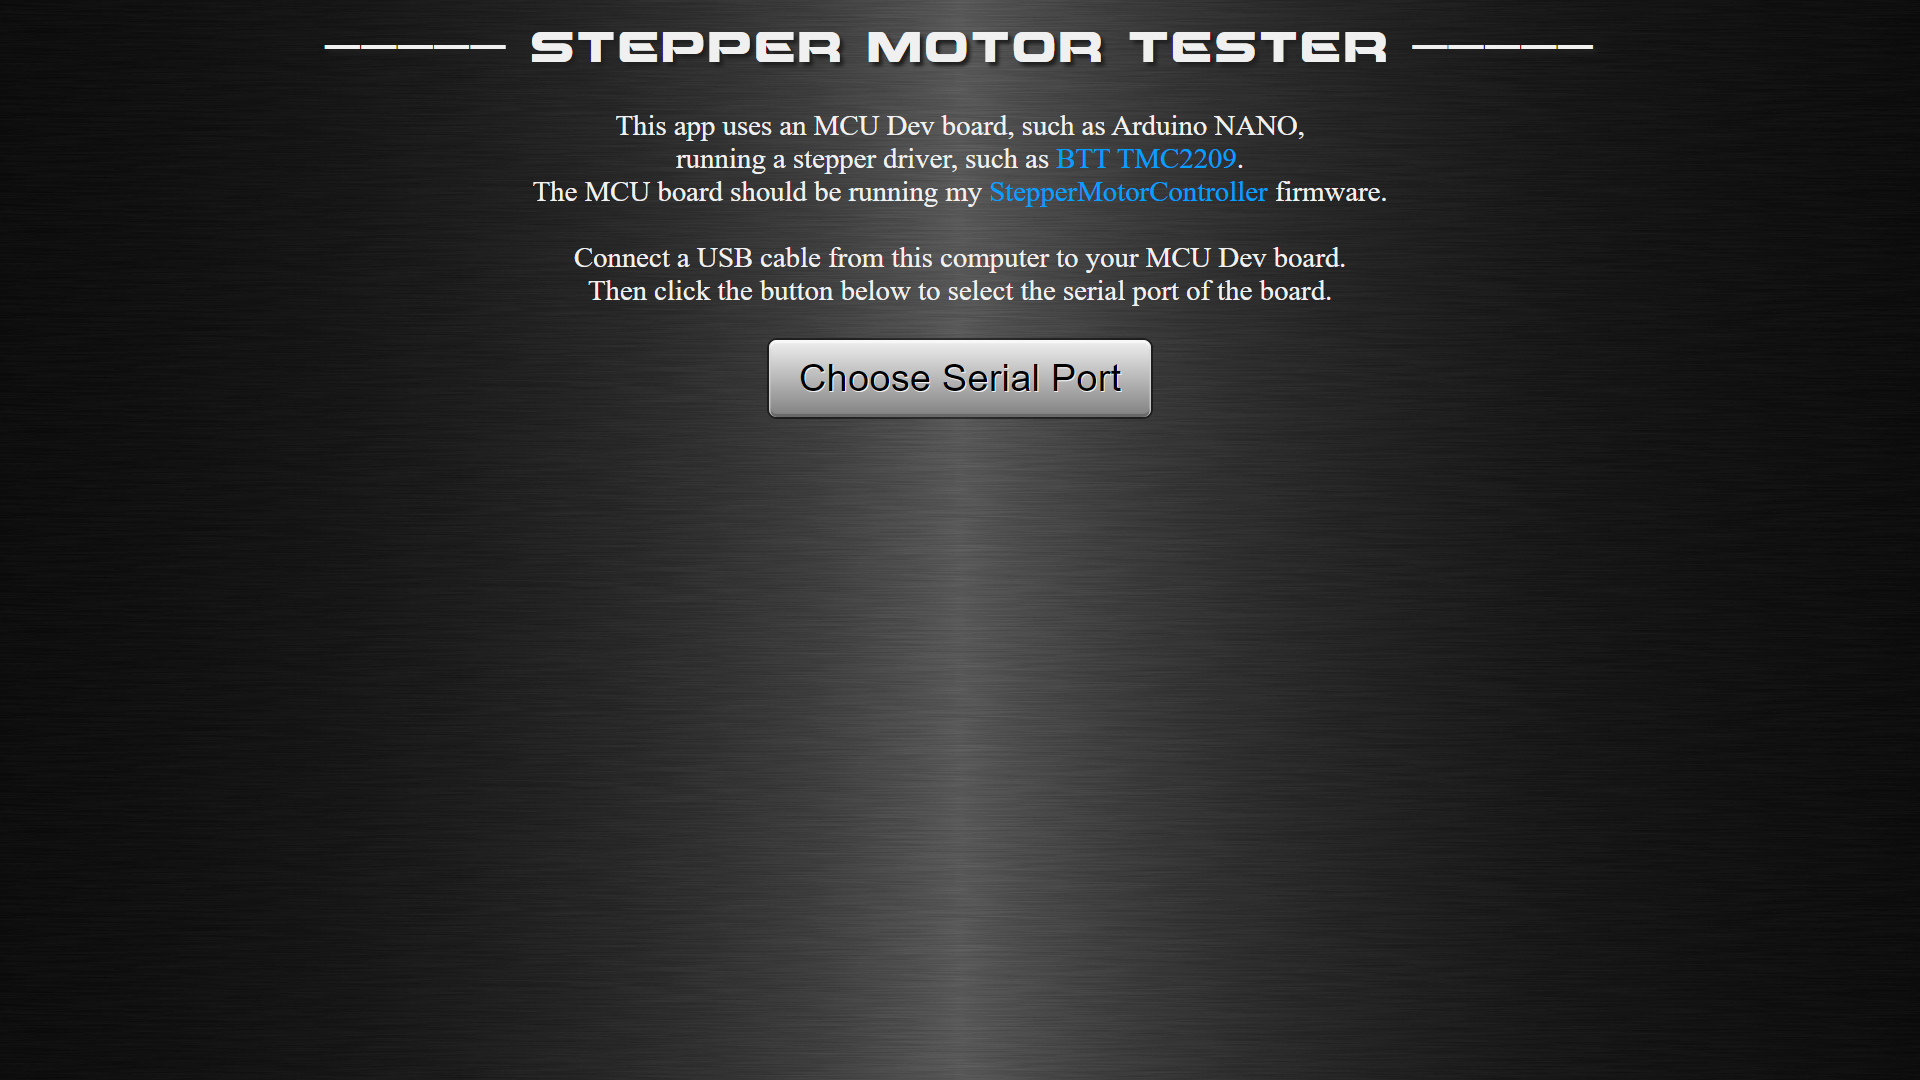 ————— STEPPER MOTOR TESTER —————
This app uses an MCU Dev board, such as Arduino NANO,
running a stepper driver, such as BTT TMC2209.
The MCU board should be running my StepperMotorController firmware.
Connect a USB cable from this computer to your MCU Dev board.
Then click the button below to select the serial port of the board.
Choose Serial Port